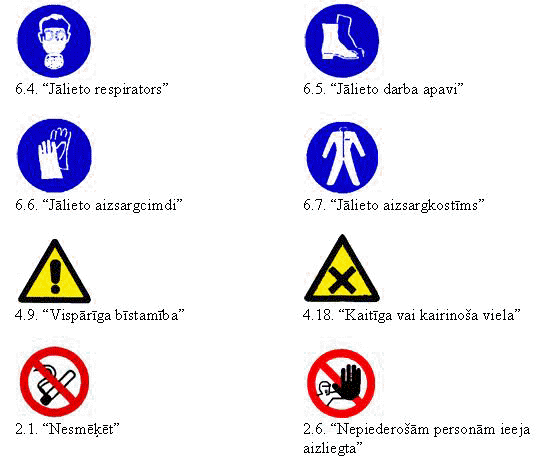 6.4. “Jālieto respirators”
6.5. “Jālieto darba apavi”
6.6. “Jālieto aizsargcimdi”
6.7. “Jālieto aizsargkostīms”
4.9. “Vispārīga bīstamība”
4.18. “Kaitīga vai kairinoša viela”
2.1. “Nesmēķēt”
2.6. “Nepiederošām personām ieeja
aizliegta”